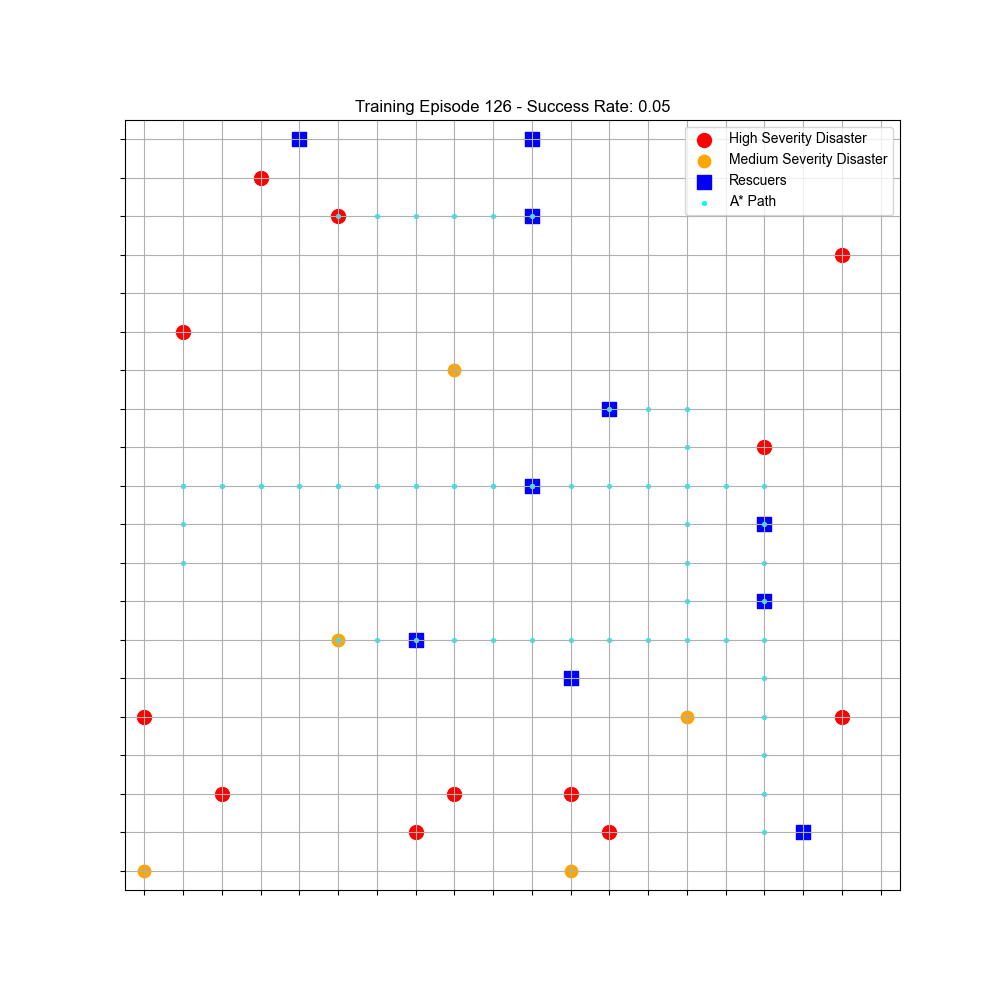 Training Episode 126 - Success Rate: 0.05
High Severity Disaster
Medium Severity Disaster
Rescuers
A* Path